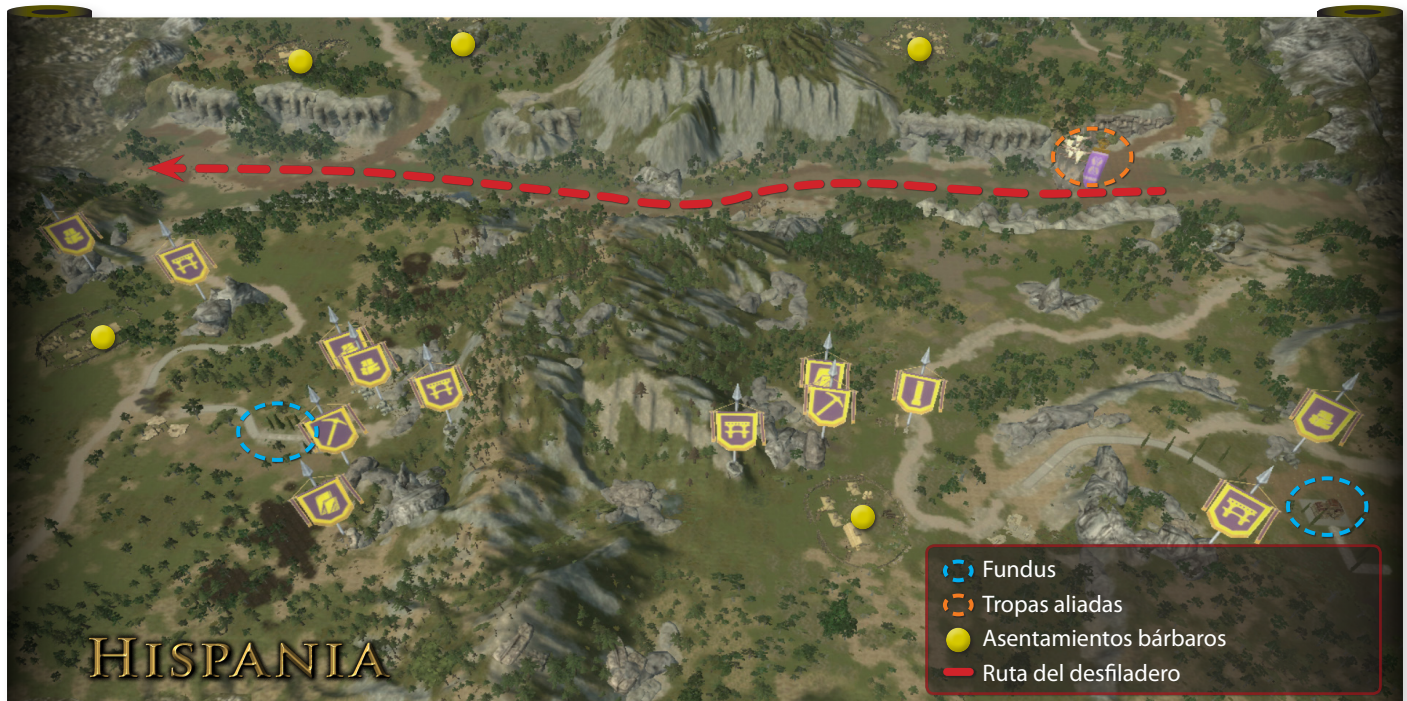 Fundus
Tropas aliadas
Asentamientos bárbaros
Ruta del desfiladero
HISPANIA